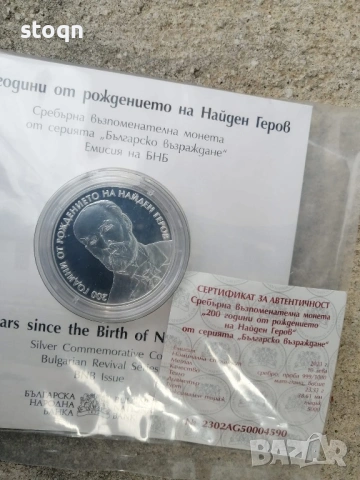 stoqn
години от рождението на Найден Геров
Сребърна възпоменателна монета
от серията „Българско възраждане“
Емисия на БНБ
200 ГОДИНИ ОТ РОЖДЕНИЕТО НА НАЙДЕН ГЕРОВ
ars since the Birth of N
Silver Commemorative Co
Bulgarian Revival Series
BNB Issue
БЪЛГАРСКА
НАРОДНА
БАНКА
СЕРТИФИКАТ ЗА АВТЕНТИЧНОСТ
Сребърна възпоменателна монета
"200 години от рождението
на Найден Геров"
от серията „Българско възраждане“
2302AG50004590
bazar